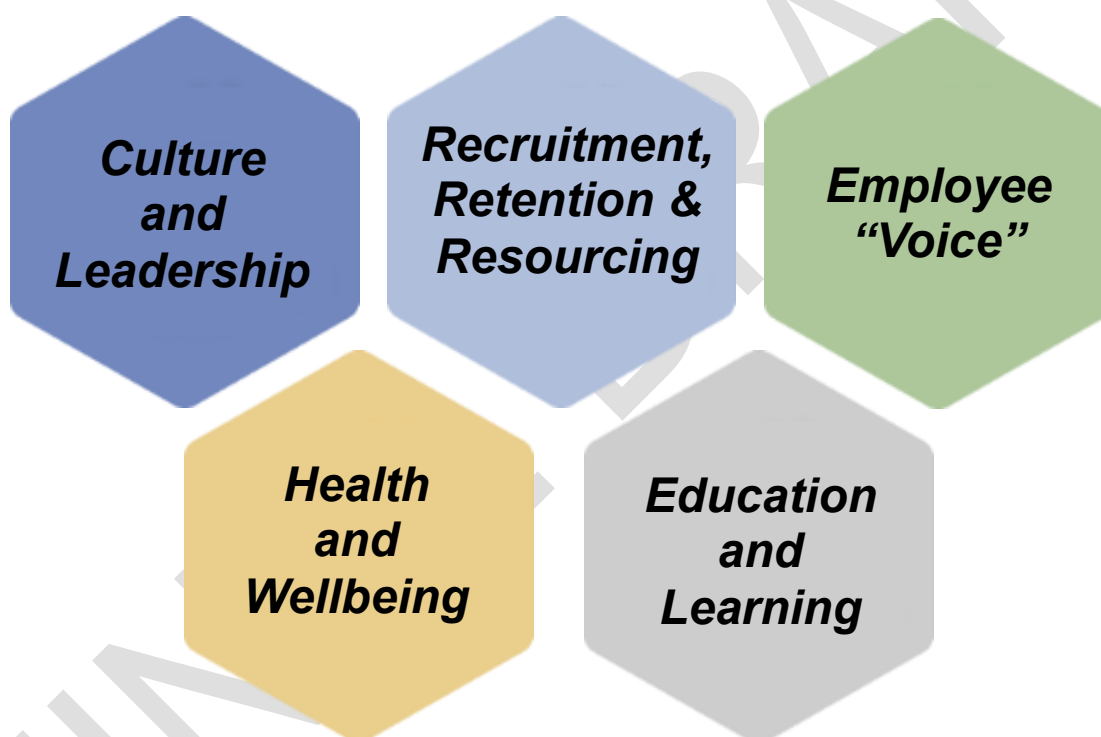 Culture
and
Leadership
Recruitment,
Retention &
Resourcing
Employee
“Voice”
Health
and
Wellbeing
Education
and
Learning